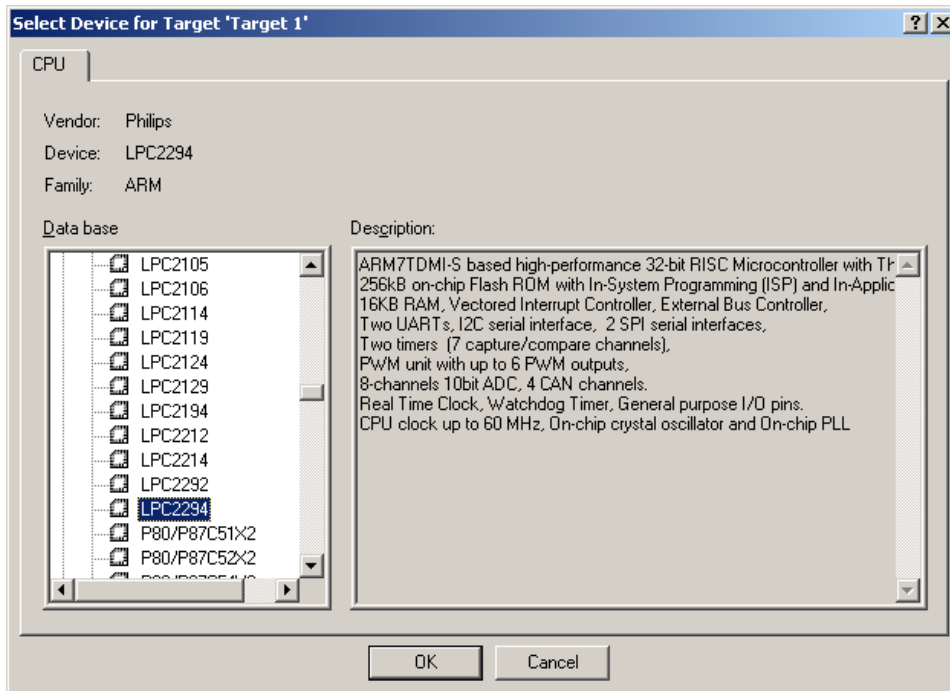 Select Device for Target 'Target 1'
CPU
Vendor: Philips
Device: LPC2294
Family: ARM
Data base
LPC2105
LPC2106
LPC2114
LPC2119
LPC2124
LPC2129
LPC2194
LPC2212
LPC2214
LPC2292
LPC2294
P80/P87C51X2
P80/P87C52X2
Description:
ARM7TDMI-S based high-performance 32-bit RISC Microcontroller with Th
256kB on-chip Flash ROM with In-System Programming (ISP) and In-Applic
16KB RAM, Vectored Interrupt Controller, External Bus Controller,
Two UARTs, I2C serial interface, 2 SPI serial interfaces,
Two timers (7 capture/compare channels),
PWM unit with up to 6 PWM outputs,
8-channels 10bit ADC, 4 CAN channels.
Real Time Clock, Watchdog Timer, General purpose I/O pins.
CPU clock up to 60 MHz, On-chip crystal oscillator and On-chip PLL
OK
Cancel